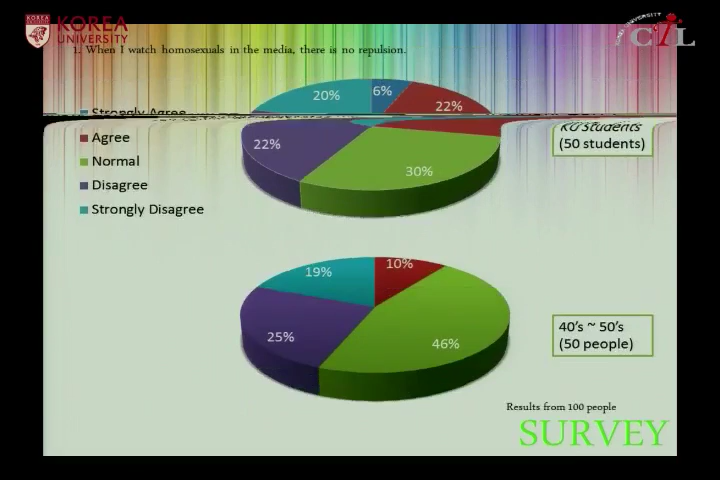 KOREA
UNIVERSITY
1. When I watch homosexuals in the media, there is no repulsion.
20%
6%
22%
Strongly Agree
Agree
Normal
Disagree
Strongly Disagree
22%
30%
KU Students
(50 students)
19%
10%
25%
46%
40's ~ 50's
(50 people)
Results from 100 people
SURVEY